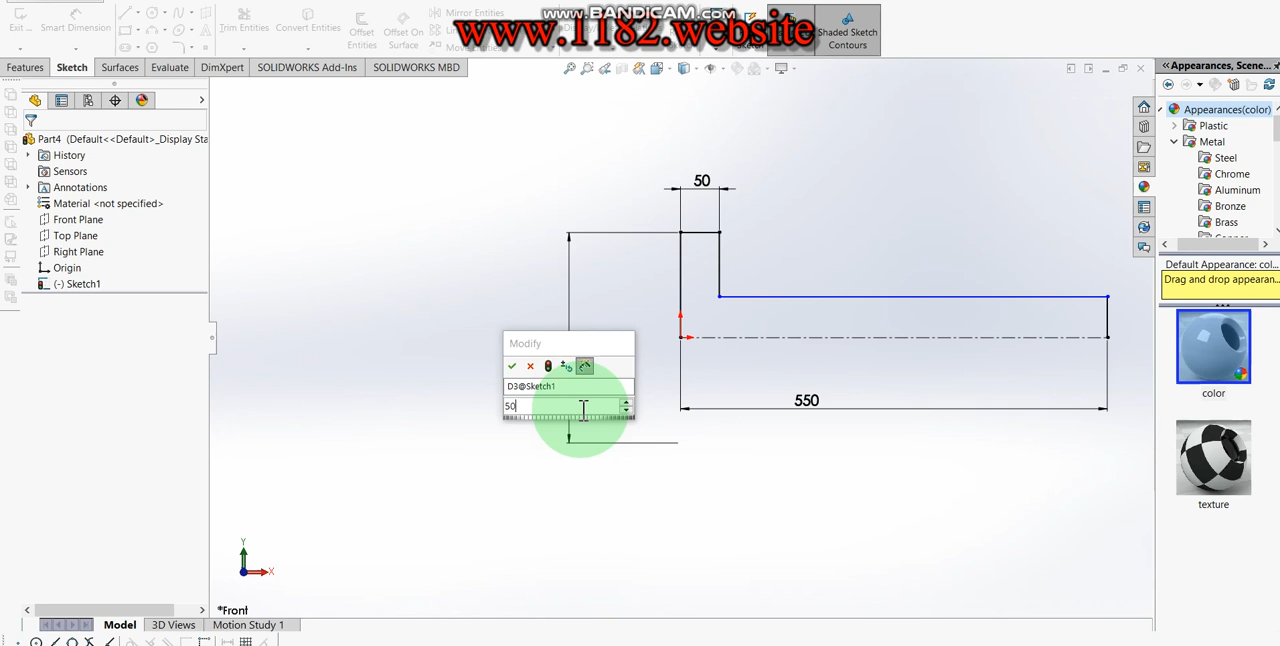 Exit ...
Smart Dimension
Trim Entities
Convert Entities
Offset
Entities
Offset On
Surface
Mirror Entities
www.BANDICAM.com
www.1182.website
Shaded Sketch
Contours
Features
Sketch
Surfaces
Evaluate
DimXpert
SOLIDWORKS Add-Ins
SOLIDWORKS MBD
Part4 (Default<<Default>_Display Sta
History
Sensors
Annotations
Material <not specified>
Front Plane
Top Plane
Right Plane
Origin
(-) Sketch1
50
550
Modify
D3@Sketch1
50
Y
X
*Front
Model
3D Views
Motion Study 1
Appearances, Scene...
Appearances(color)
Plastic
Metal
Steel
Chrome
Aluminum
Bronze
Brass
Default Appearance: col...
Drag and drop appearan...
color
texture